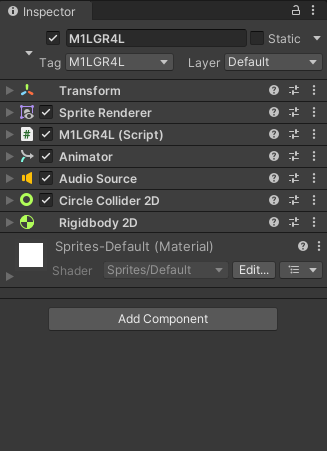 Inspector
M1LGR4L Static
Tag M1LGR4L Layer Default
Transform
Sprite Renderer
# M1LGR4L (Script)
Animator
Audio Source
Circle Collider 2D
Rigidbody 2D
Sprites-Default (Material)
Shader Sprites/Default Edit...
Add Component